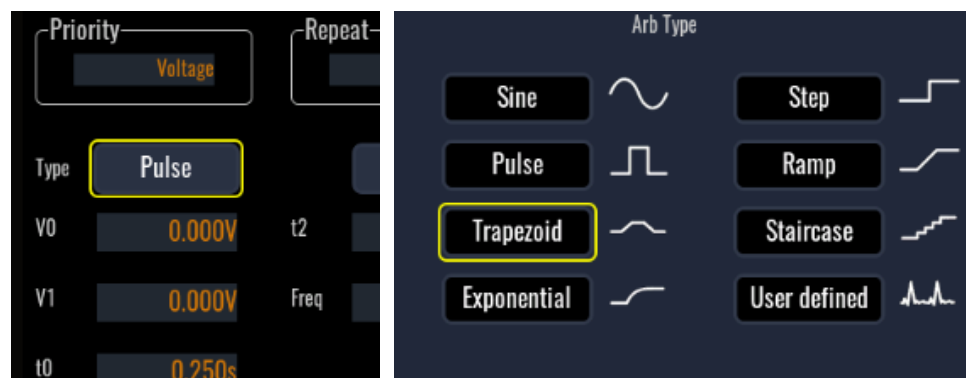 Priority
Repeat
Voltage
Type
Pulse
V0
0.000V
t2
V1
0.000V
Freq
t0
0.250s
Arb Type
Sine
Step
Pulse
Ramp
Trapezoid
Staircase
Exponential
User defined